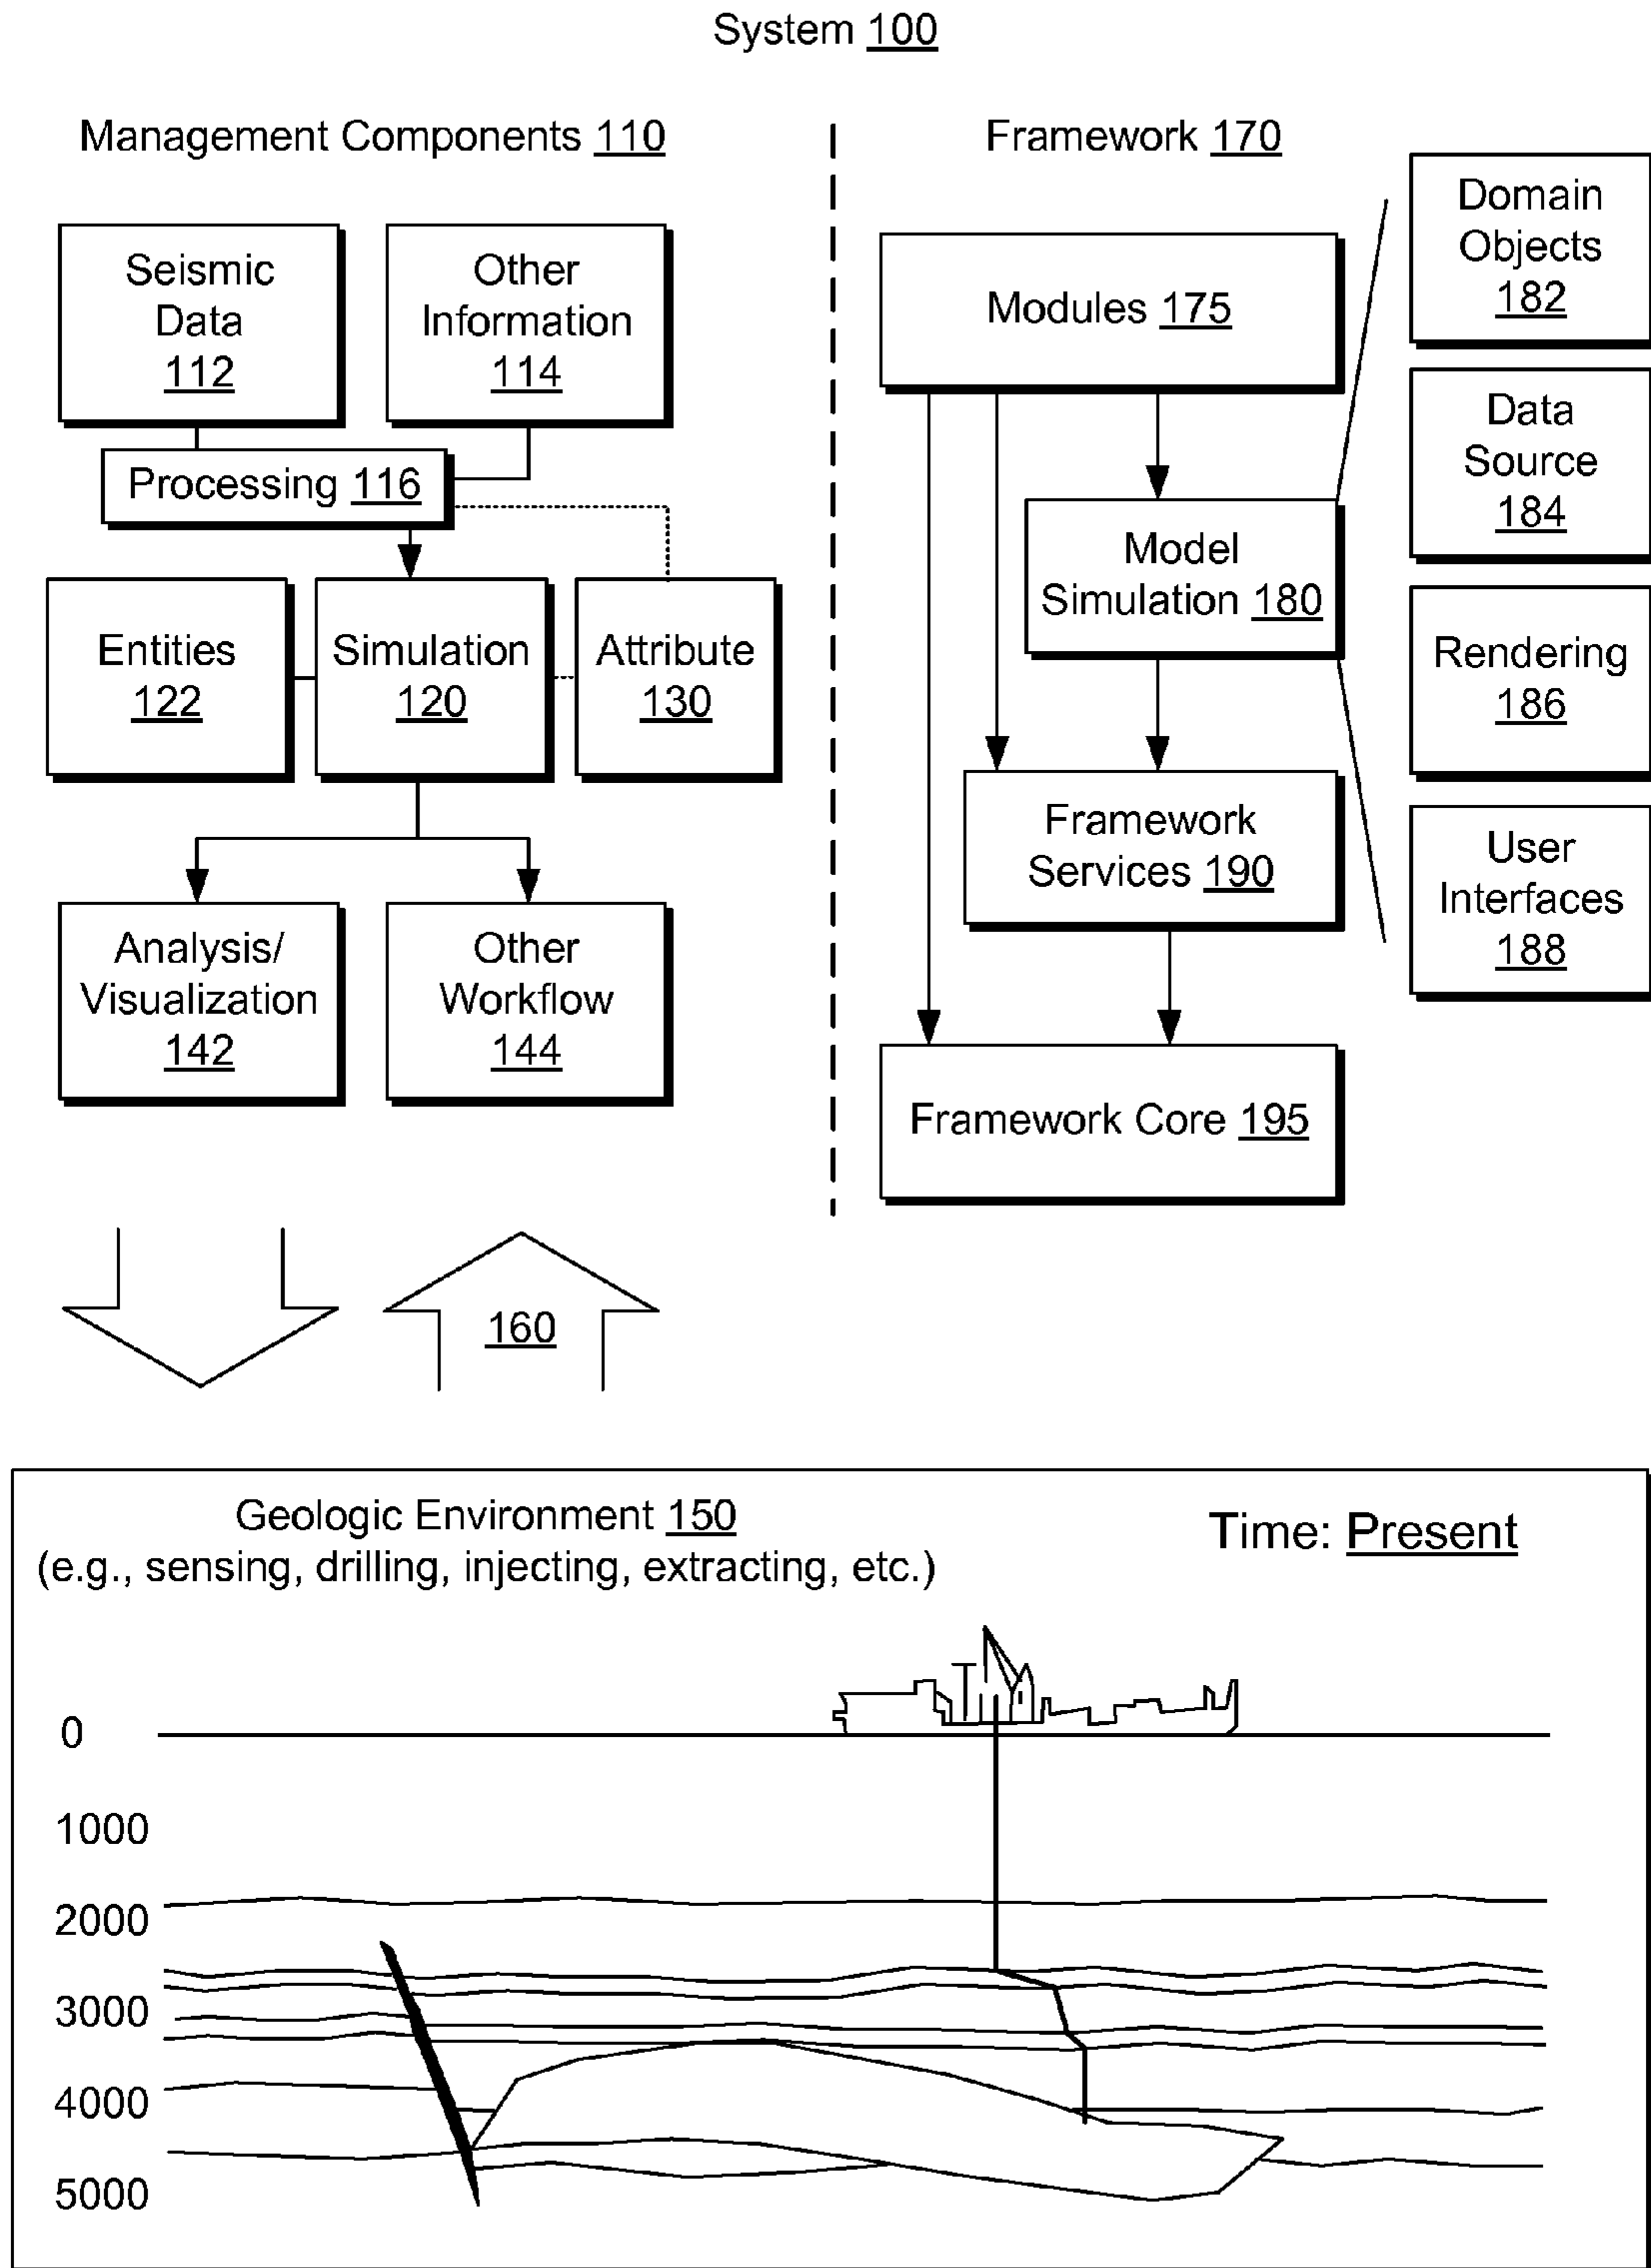 System 100
Management Components 110
Framework 170
Seismic
Data
112
Other
Information
114
Processing 116
Entities
122
Simulation
120
Attribute
130
Analysis/
Visualization
142
Other
Workflow
144
Modules 175
Model
Simulation 180
Framework
Services 190
Framework Core 195
Domain
Objects
182
Data
Source
184
Rendering
186
User
Interfaces
188
160
Geologic Environment 150
(e.g., sensing, drilling, injecting, extracting, etc.)
Time: Present
0
1000
2000
3000
4000
5000